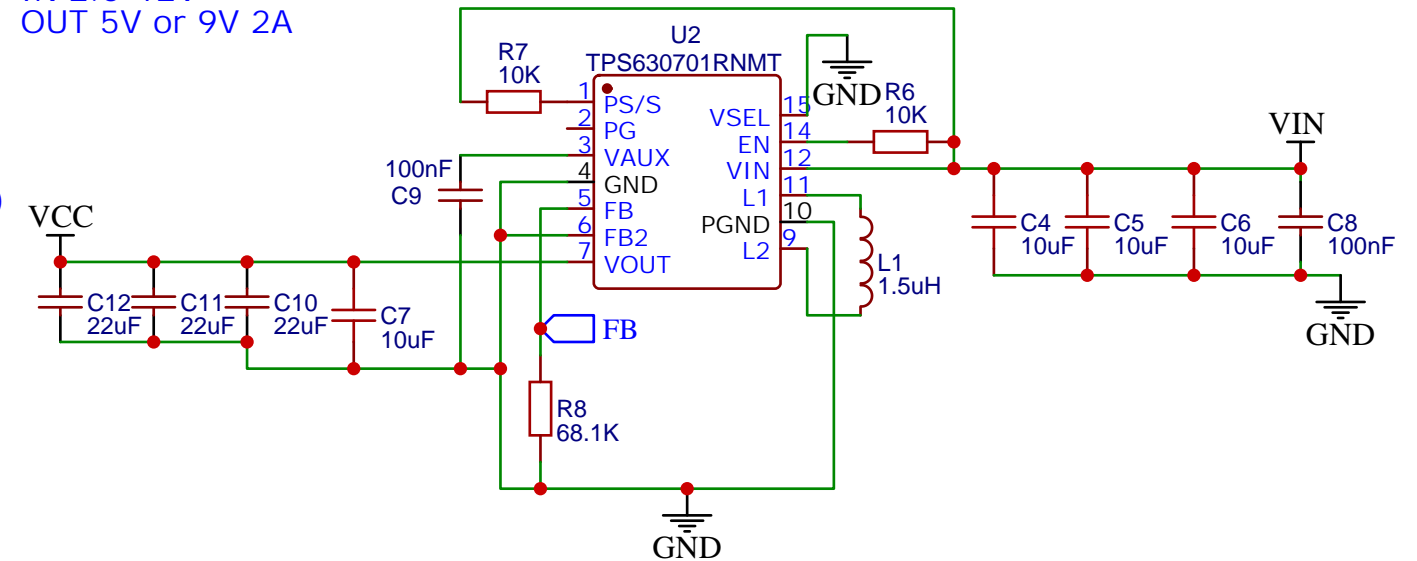 OUT 5V or 9V 2A
U2
TPS630701RNMT
R7
10K
1
PS/S
2
PG
3
VAUX
4
GND
5
FB
6
FB2
7
VOUT
VSEL
15
EN
14
VIN
12
L1
11
PGND
10
L2
9
GND
R6
10K
VIN
100nF
C9
VCC
C12
22uF
C11
22uF
C10
22uF
C7
10uF
FB
R8
68.1K
L1
1.5uH
C4
10uF
C5
10uF
C6
10uF
C8
100nF
GND
GND